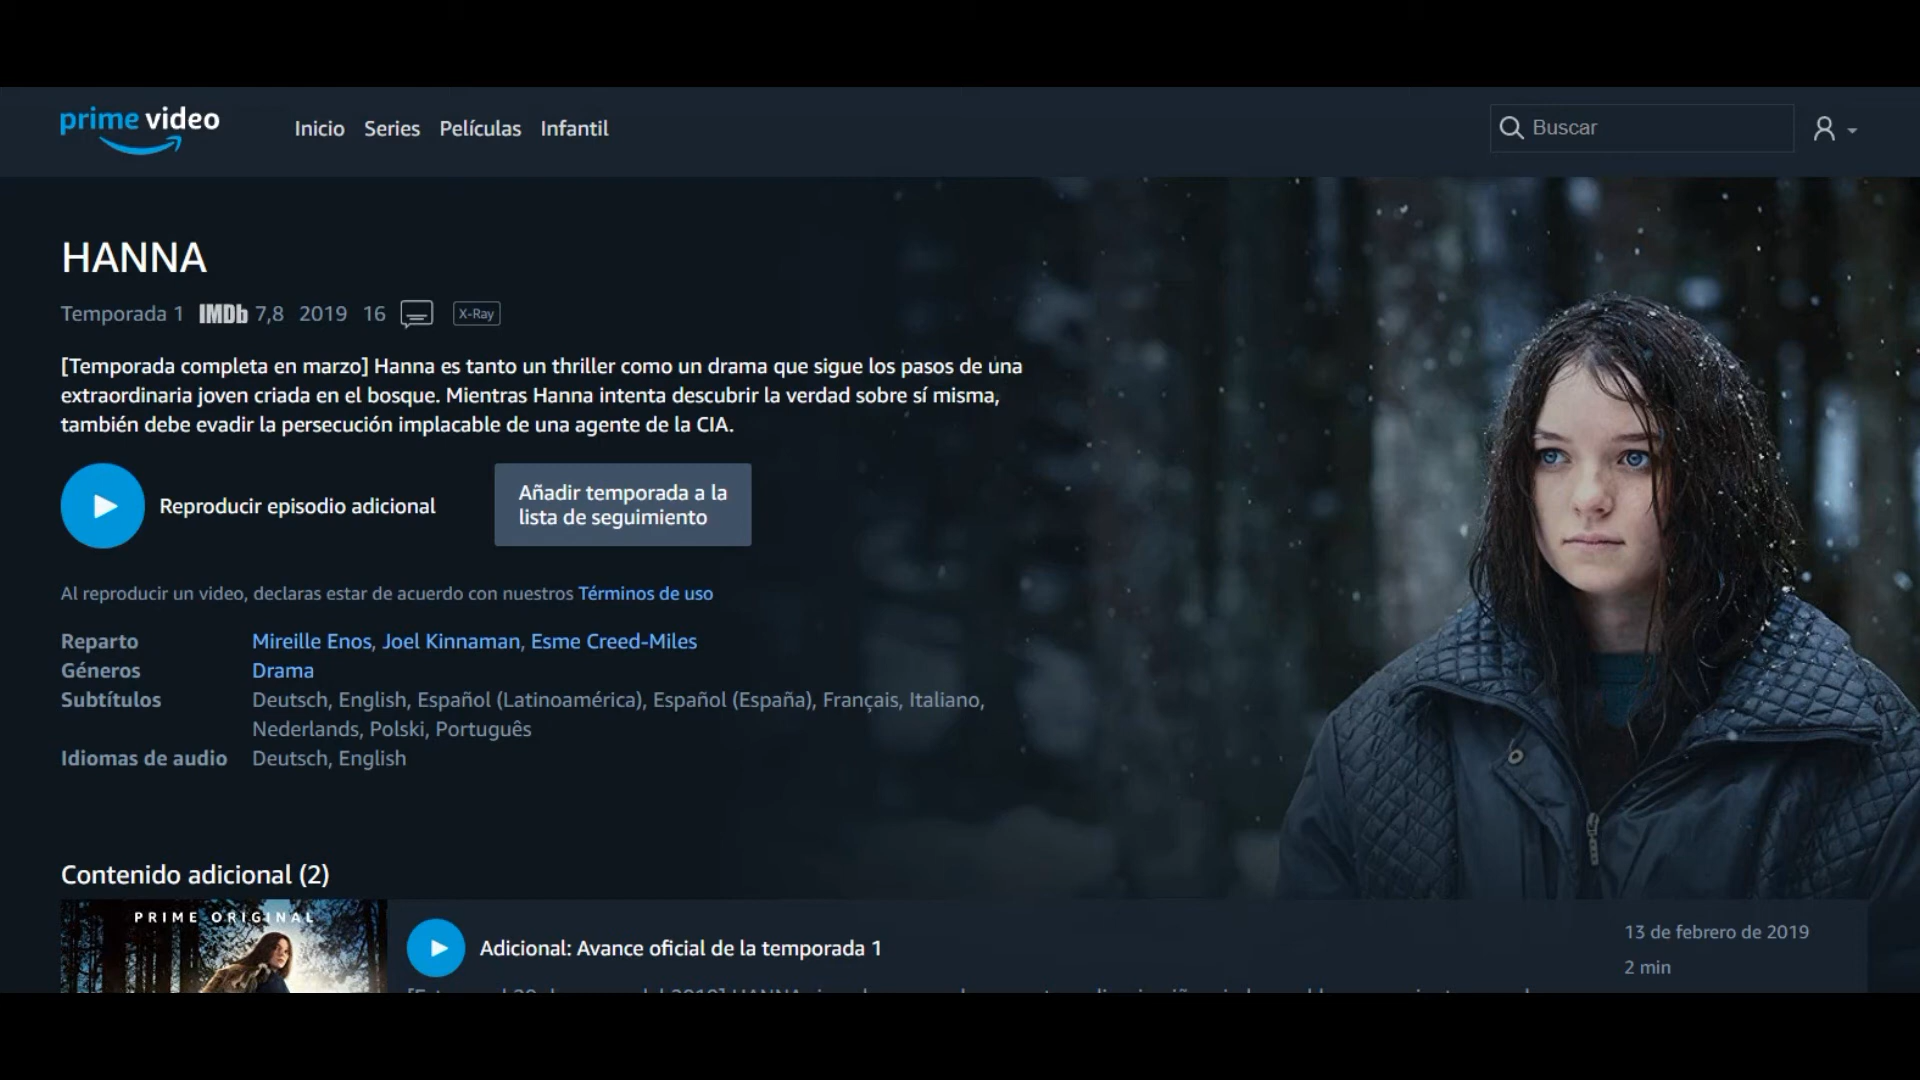 prime video
Inicio Series Películas Infantil
Buscar
HANNA
Temporada 1 IMDb 7,8 2019 16 X-Ray
[Temporada completa en marzo] Hanna es tanto un thriller como un drama que sigue los pasos de una
extraordinaria joven criada en el bosque. Mientras Hanna intenta descubrir la verdad sobre sí misma,
también debe evadir la persecución implacable de una agente de la CIA.
Reproducir episodio adicional
Añadir temporada a la
lista de seguimiento
Al reproducir un video, declaras estar de acuerdo con nuestros Términos de uso
Reparto Mireille Enos, Joel Kinnaman, Esme Creed-Miles
Géneros Drama
Subtítulos Deutsch, English, Español (Latinoamérica), Español (España), Français, Italiano,
Nederlands, Polski, Português
Idiomas de audio Deutsch, English
Contenido adicional (2)
PRIME ORIGINAL
Adicional: Avance oficial de la temporada 1
13 de febrero de 2019
2 min